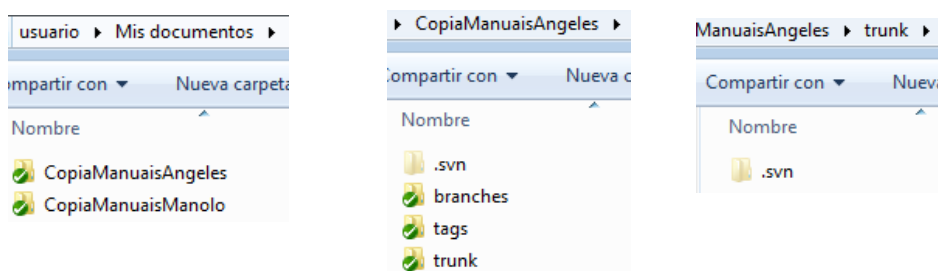 usuario ▸ Mis documentos ▸
ompartir con ▾ Nueva carpeta
Nombre
CopiaManuaisAngeles
CopiaManuaisManolo
▸ CopiaManuaisAngeles ▸
Compartir con ▾ Nueva c
Nombre
.svn
branches
tags
trunk
ManuaisAngeles ▸ trunk ▸
Compartir con ▾ Nueva
Nombre
.svn